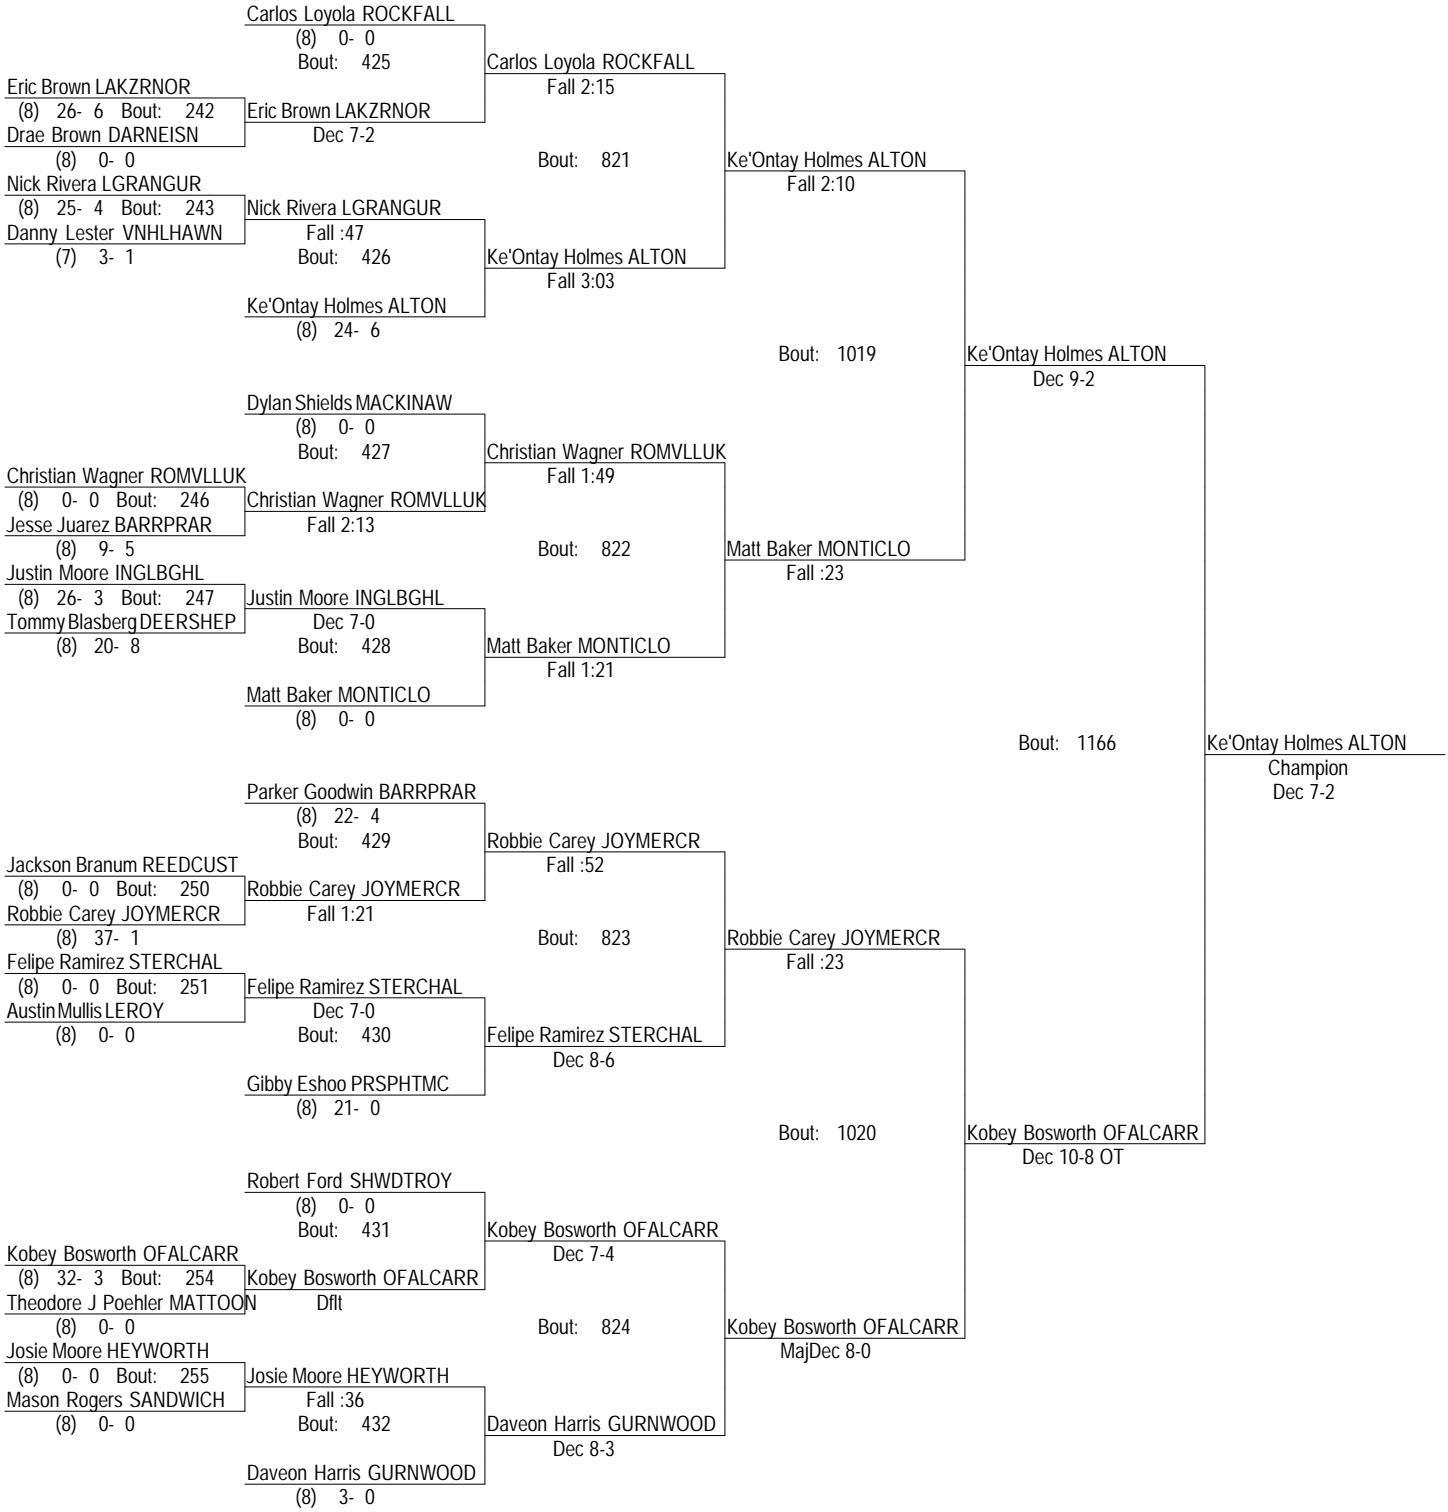 Carlos Loyola ROCKFALL
(8) 0- 0
Bout: 425
Carlos Loyola ROCKFALL
Fall 2:15
Eric Brown LAKZRNOR
(8) 26- 6 Bout: 242
Eric Brown LAKZRNOR
Dec 7-2
Drae Brown DARNEISN
(8) 0- 0
Bout: 821
Ke'Ontay Holmes ALTON
Fall 2:10
Nick Rivera LGRANGUR
(8) 25- 4 Bout: 243
Nick Rivera LGRANGUR
Fall :47
Danny Lester VNHLHAWN
(7) 3- 1
Bout: 426
Ke'Ontay Holmes ALTON
Fall 3:03
Ke'Ontay Holmes ALTON
(8) 24- 6
Bout: 1019
Ke'Ontay Holmes ALTON
Dec 9-2
Dylan Shields MACKINAW
(8) 0- 0
Bout: 427
Christian Wagner ROMVLLUK
Fall 1:49
Christian Wagner ROMVLLUK
(8) 0- 0 Bout: 246
Christian Wagner ROMVLLUK
Fall 2:13
Jesse Juarez BARRPRAR
(8) 9- 5
Bout: 822
Matt Baker MONTICLO
Fall :23
Justin Moore INGLBGHL
(8) 26- 3 Bout: 247
Justin Moore INGLBGHL
Dec 7-0
Tommy Blasberg DEERSHEP
(8) 20- 8
Bout: 428
Matt Baker MONTICLO
Fall 1:21
Matt Baker MONTICLO
(8) 0- 0
Bout: 1166
Ke'Ontay Holmes ALTON
Champion
Dec 7-2
Parker Goodwin BARRPRAR
(8) 22- 4
Bout: 429
Robbie Carey JOYMERCR
Fall :52
Jackson Branum REEDCUST
(8) 0- 0 Bout: 250
Robbie Carey JOYMERCR
Fall 1:21
Robbie Carey JOYMERCR
(8) 37- 1
Bout: 823
Robbie Carey JOYMERCR
Fall :23
Felipe Ramirez STERCHAL
(8) 0- 0 Bout: 251
Felipe Ramirez STERCHAL
Dec 7-0
Austin Mullis LEROY
(8) 0- 0
Bout: 430
Felipe Ramirez STERCHAL
Dec 8-6
Gibby Eshoo PRSPHTMC
(8) 21- 0
Bout: 1020
Kobey Bosworth OFALCARR
Dec 10-8 OT
Robert Ford SHWDTROY
(8) 0- 0
Bout: 431
Kobey Bosworth OFALCARR
Dec 7-4
Kobey Bosworth OFALCARR
(8) 32- 3 Bout: 254
Kobey Bosworth OFALCARR
Dflt
Theodore J Poehler MATTOON
(8) 0- 0
Bout: 824
Kobey Bosworth OFALCARR
MajDec 8-0
Josie Moore HEYWORTH
(8) 0- 0 Bout: 255
Josie Moore HEYWORTH
Fall :36
Mason Rogers SANDWICH
(8) 0- 0
Bout: 432
Daveon Harris GURNWOOD
Dec 8-3
Daveon Harris GURNWOOD
(8) 3- 0